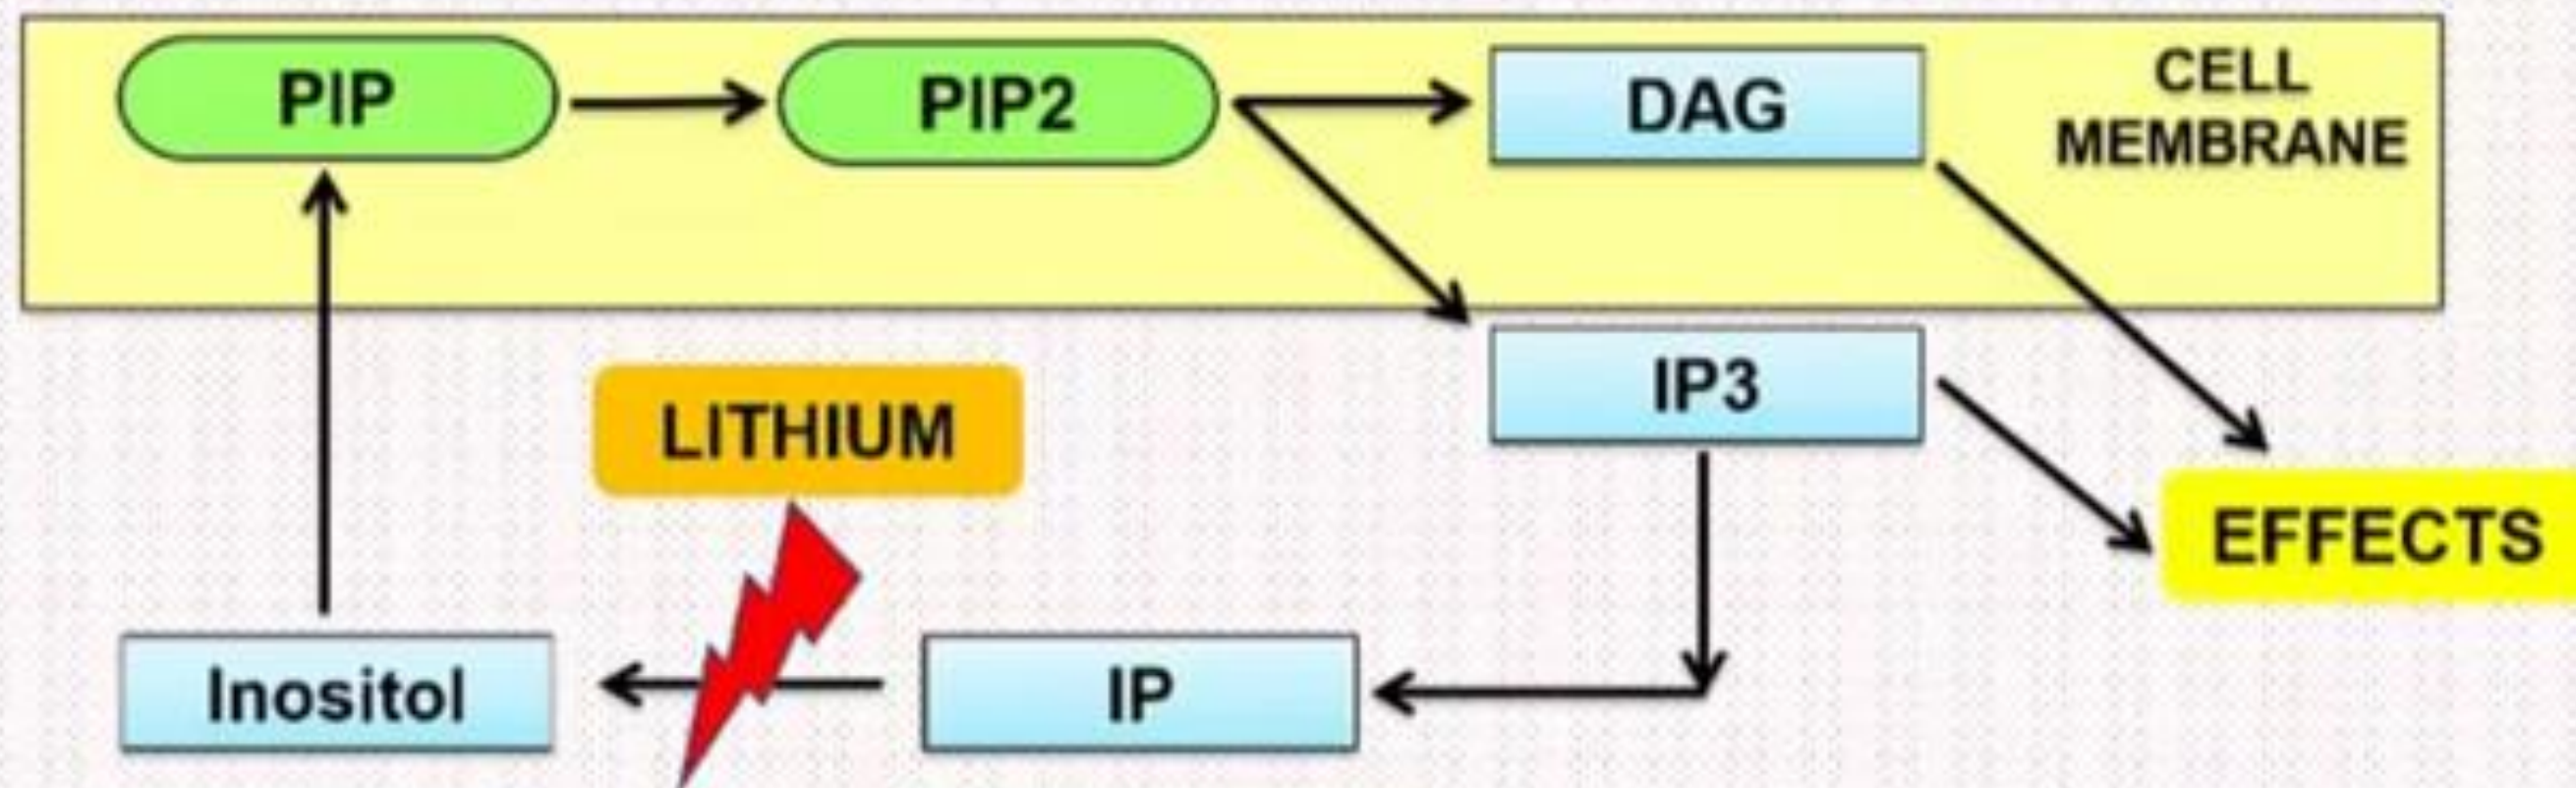 PIP
PIP2
DAG
CELL
MEMBRANE
IP3
LITHIUM
EFFECTS
Inositol
IP